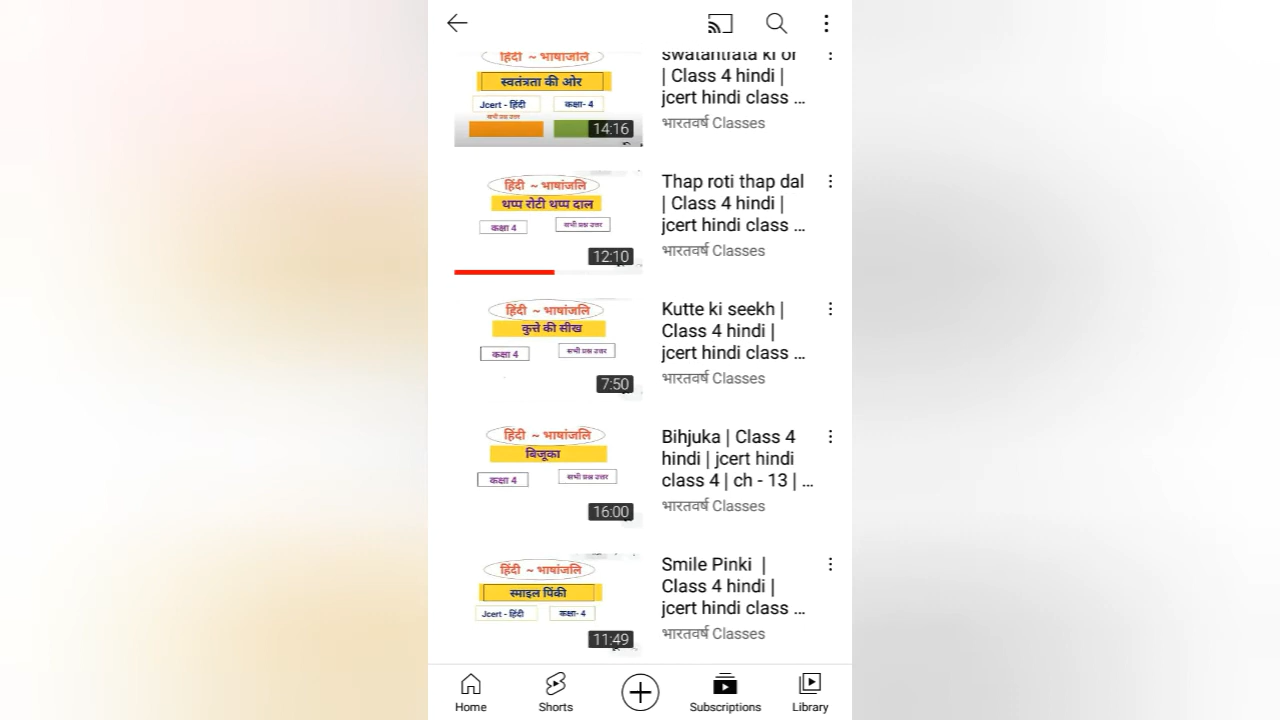 हिंदी ~ भाषांजलि
स्वतंत्रता की ओर
Jcert - हिंदी
कक्षा- 4
सभी प्रश्न उत्तर
14:16
swatantrata ki or
| Class 4 hindi |
jcert hindi class ...
भारतवर्ष Classes
हिंदी ~ भाषांजलि
थप्प रोटी थप्प दाल
कक्षा 4
सभी प्रश्न उत्तर
12:10
Thap roti thap dal
| Class 4 hindi |
jcert hindi class ...
भारतवर्ष Classes
हिंदी ~ भाषांजलि
कुत्ते की सीख
कक्षा 4
सभी प्रश्न उत्तर
7:50
Kutte ki seekh |
Class 4 hindi |
jcert hindi class ...
भारतवर्ष Classes
हिंदी ~ भाषांजलि
बिजूका
कक्षा 4
सभी प्रश्न उत्तर
16:00
Bihjuka | Class 4
hindi | jcert hindi
class 4 | ch - 13 | ...
भारतवर्ष Classes
हिंदी ~ भाषांजलि
स्माइल पिंकी
Jcert - हिंदी
कक्षा- 4
11:49
Smile Pinki |
Class 4 hindi |
jcert hindi class ...
भारतवर्ष Classes
Home
Shorts
Subscriptions
Library